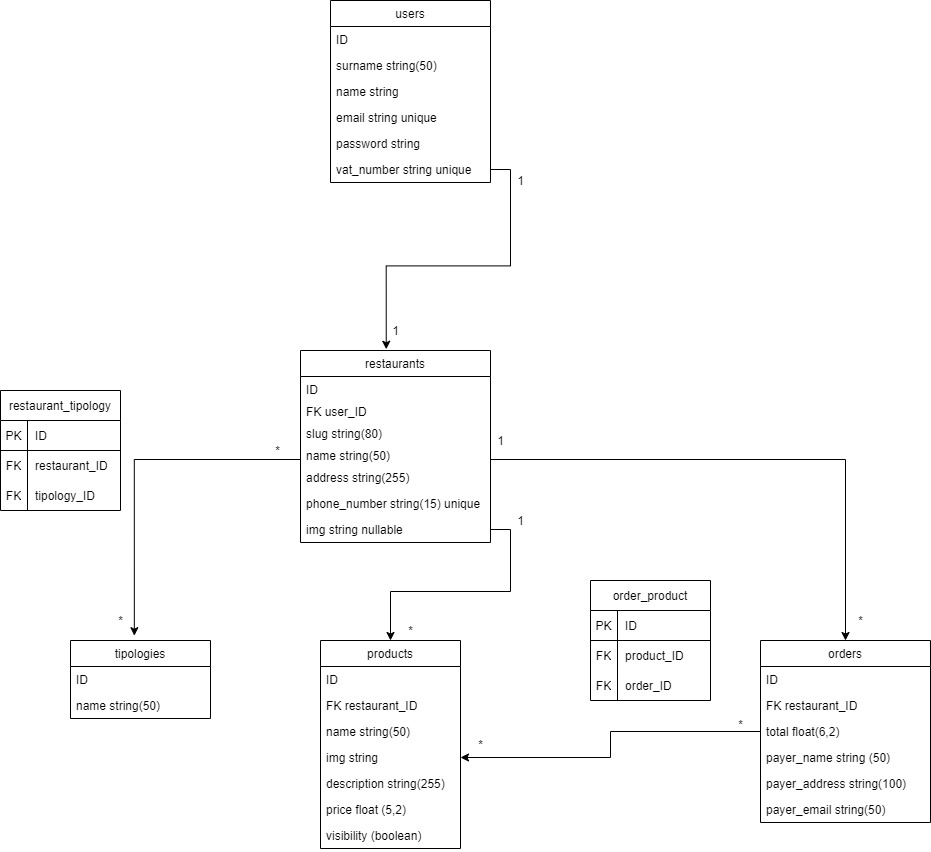 users
ID
surname string(50)
name string
email string unique
password string
vat_number string unique
1
1
restaurants
ID
FK user_ID
slug string(80)
name string(50)
address string(255)
phone_number string(15) unique
img string nullable
restaurant_tipology
PK ID
FK restaurant_ID
FK tipology_ID
*
1
1
*
tipologies
ID
name string(50)
*
products
ID
FK restaurant_ID
name string(50)
img string
description string(255)
price float (5,2)
visibility (boolean)
order_product
PK ID
FK product_ID
FK order_ID
*
*
*
orders
ID
FK restaurant_ID
total float(6,2)
payer_name string (50)
payer_address string(100)
payer_email string(50)